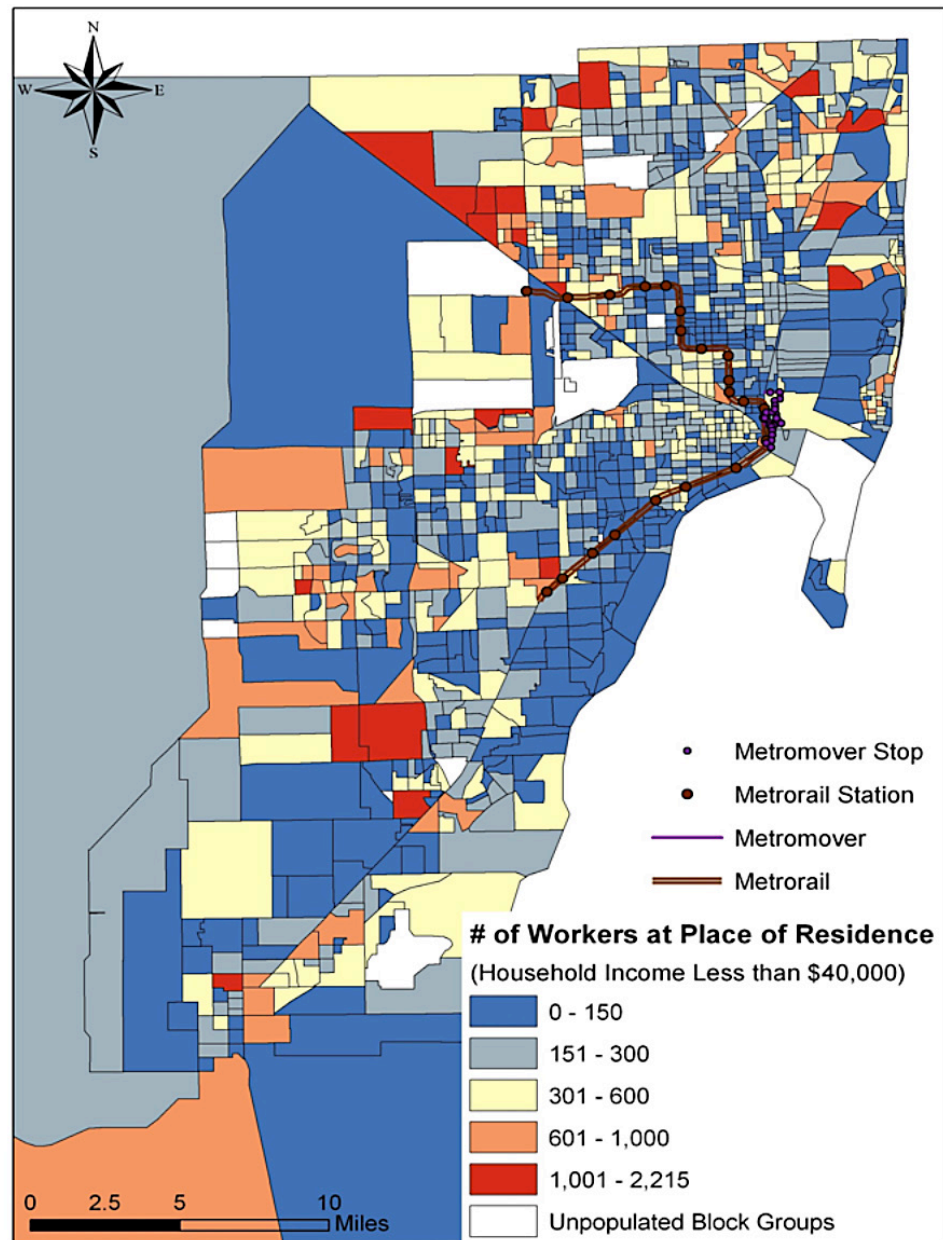 N
W E
S
Metromover Stop
Metrorail Station
Metromover
Metrorail
# of Workers at Place of Residence
(Household Income Less than $40,000)
0 - 150
151 - 300
301 - 600
601 - 1,000
1,001 - 2,215
Unpopulated Block Groups
0 2.5 5 10
Miles